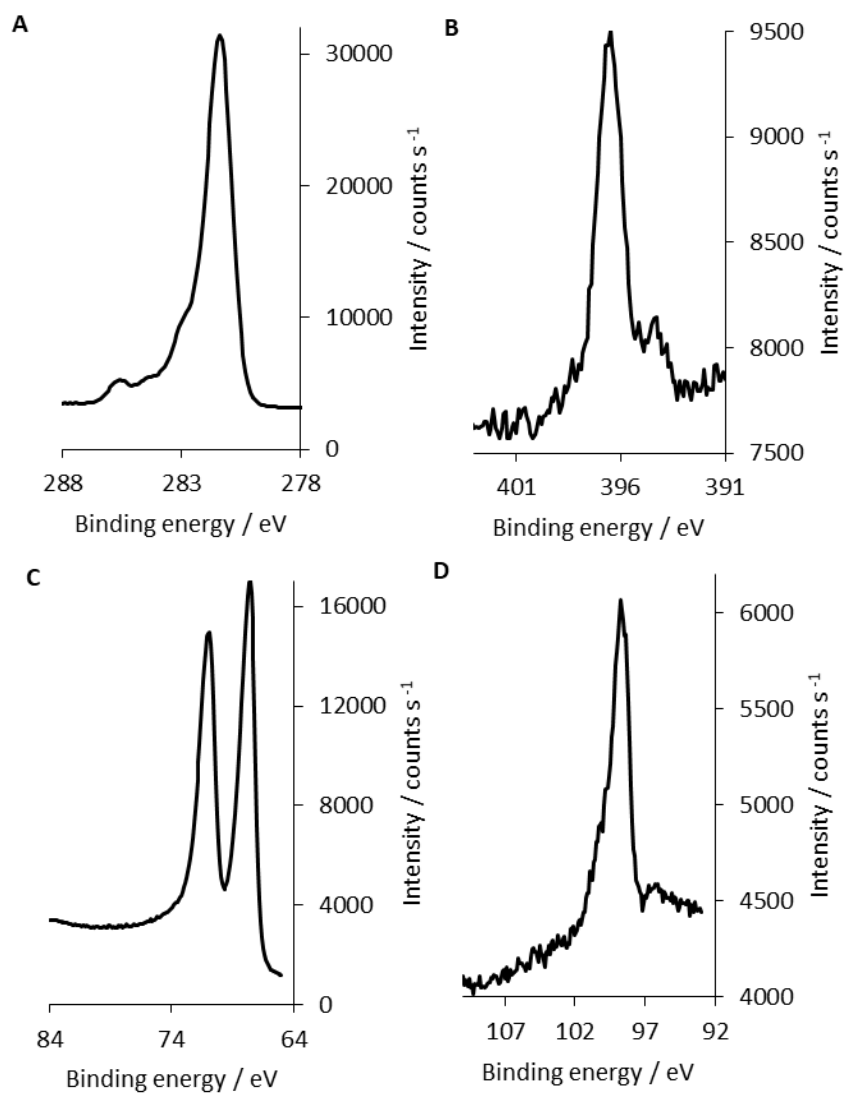 A
30000
20000
10000
0
Intensity / counts s⁻¹
288 283 278
Binding energy / eV
B
9500
9000
8500
8000
7500
Intensity / counts s⁻¹
401 396 391
Binding energy / eV
C
16000
12000
8000
4000
0
Intensity / counts s⁻¹
84 74 64
Binding energy / eV
D
6000
5500
5000
4500
4000
Intensity / counts s⁻¹
107 102 97 92
Binding energy / eV